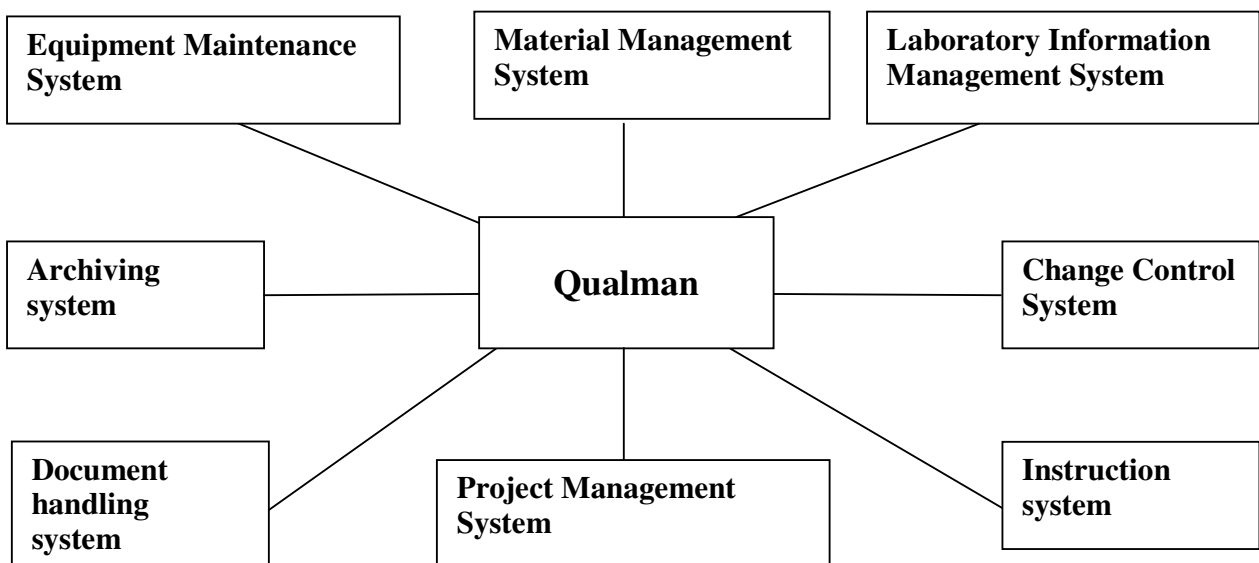 Equipment Maintenance
System
Material Management
System
Laboratory Information
Management System
Archiving
system
Qualman
Change Control
System
Document
handling
system
Project Management
System
Instruction
system